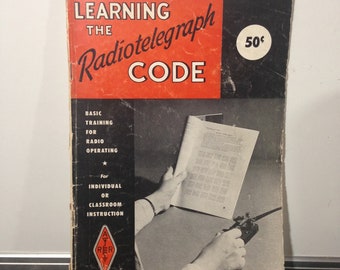 LEARNING
THE
Radiotelegraph
CODE
50¢
BASIC
TRAINING
FOR
RADIO
OPERATING
★
For
INDIVIDUAL
OR
CLASSROOM
INSTRUCTION
A
R R
L